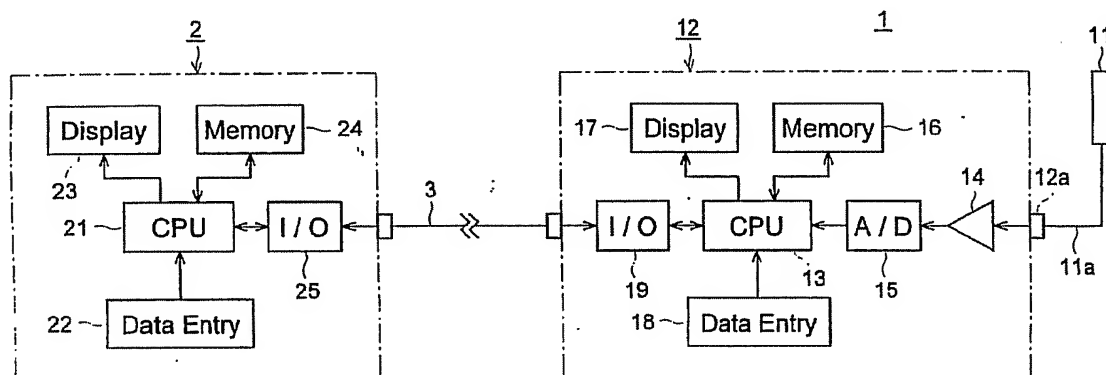 2
12
1
11
Display
Memory
24
23
17
Display
Memory
16
14
12a
21
CPU
I / O
3
I / O
CPU
A / D
25
19
13
15
11a
22
Data Entry
18
Data Entry